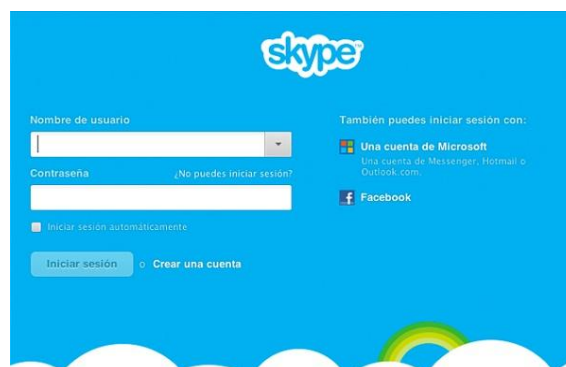 skype™
Nombre de usuario
Contraseña
¿No puedes iniciar sesión?
Iniciar sesión automáticamente
Iniciar sesión o Crear una cuenta
También puedes iniciar sesión con:
Una cuenta de Microsoft
Una cuenta de Messenger, Hotmail o
Outlook.com.
f Facebook